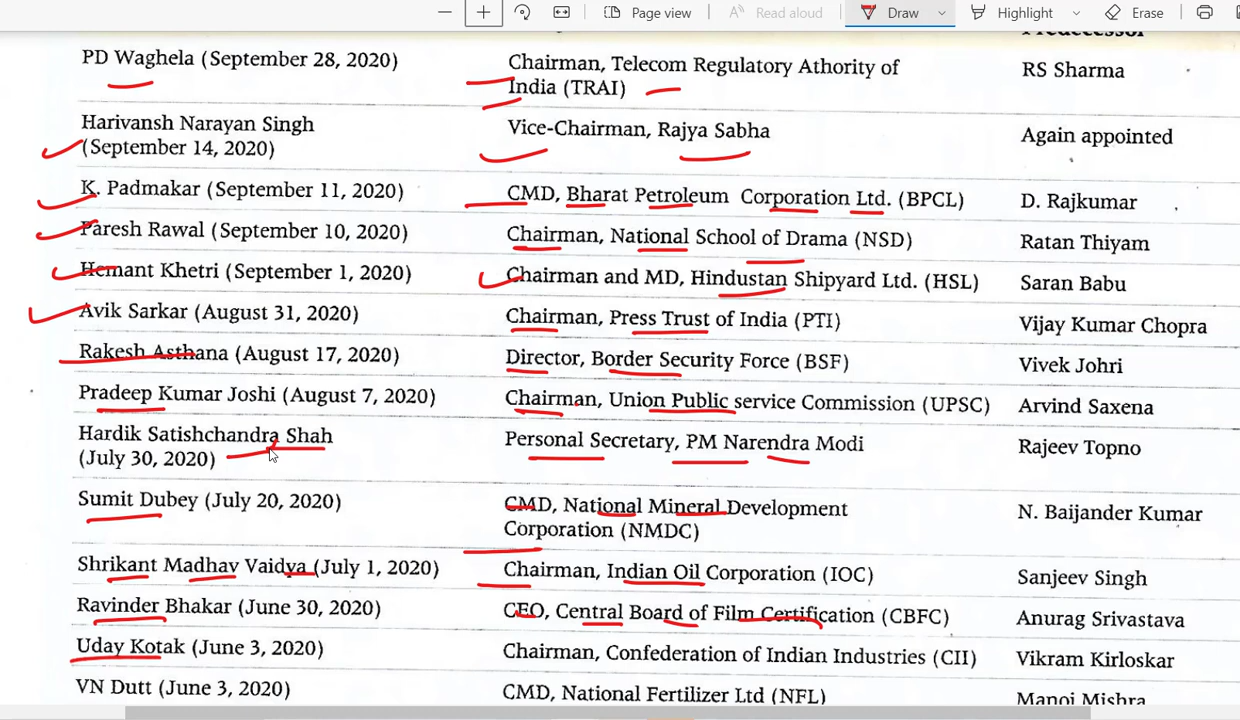 Page view
Read aloud
Draw
Highlight
Erase
Predecessor
PD Waghela (September 28, 2020)
Chairman, Telecom Regulatory Athority of
India (TRAI)
RS Sharma
Harivansh Narayan Singh
(September 14, 2020)
Vice-Chairman, Rajya Sabha
Again appointed
K. Padmakar (September 11, 2020)
CMD, Bharat Petroleum Corporation Ltd. (BPCL)
D. Rajkumar
Paresh Rawal (September 10, 2020)
Chairman, National School of Drama (NSD)
Ratan Thiyam
Hemant Khetri (September 1, 2020)
Chairman and MD, Hindustan Shipyard Ltd. (HSL)
Saran Babu
Avik Sarkar (August 31, 2020)
Chairman, Press Trust of India (PTI)
Vijay Kumar Chopra
Rakesh Asthana (August 17, 2020)
Director, Border Security Force (BSF)
Vivek Johri
Pradeep Kumar Joshi (August 7, 2020)
Chairman, Union Public service Commission (UPSC)
Arvind Saxena
Hardik Satishchandra Shah
(July 30, 2020)
Personal Secretary, PM Narendra Modi
Rajeev Topno
Sumit Dubey (July 20, 2020)
CMD, National Mineral Development
Corporation (NMDC)
N. Baijander Kumar
Shrikant Madhav Vaidya (July 1, 2020)
Chairman, Indian Oil Corporation (IOC)
Sanjeev Singh
Ravinder Bhakar (June 30, 2020)
CEO, Central Board of Film Certification (CBFC)
Anurag Srivastava
Uday Kotak (June 3, 2020)
Chairman, Confederation of Indian Industries (CII)
Vikram Kirloskar
VN Dutt (June 3, 2020)
CMD, National Fertilizer Ltd (NFL)
Manoj Mishra